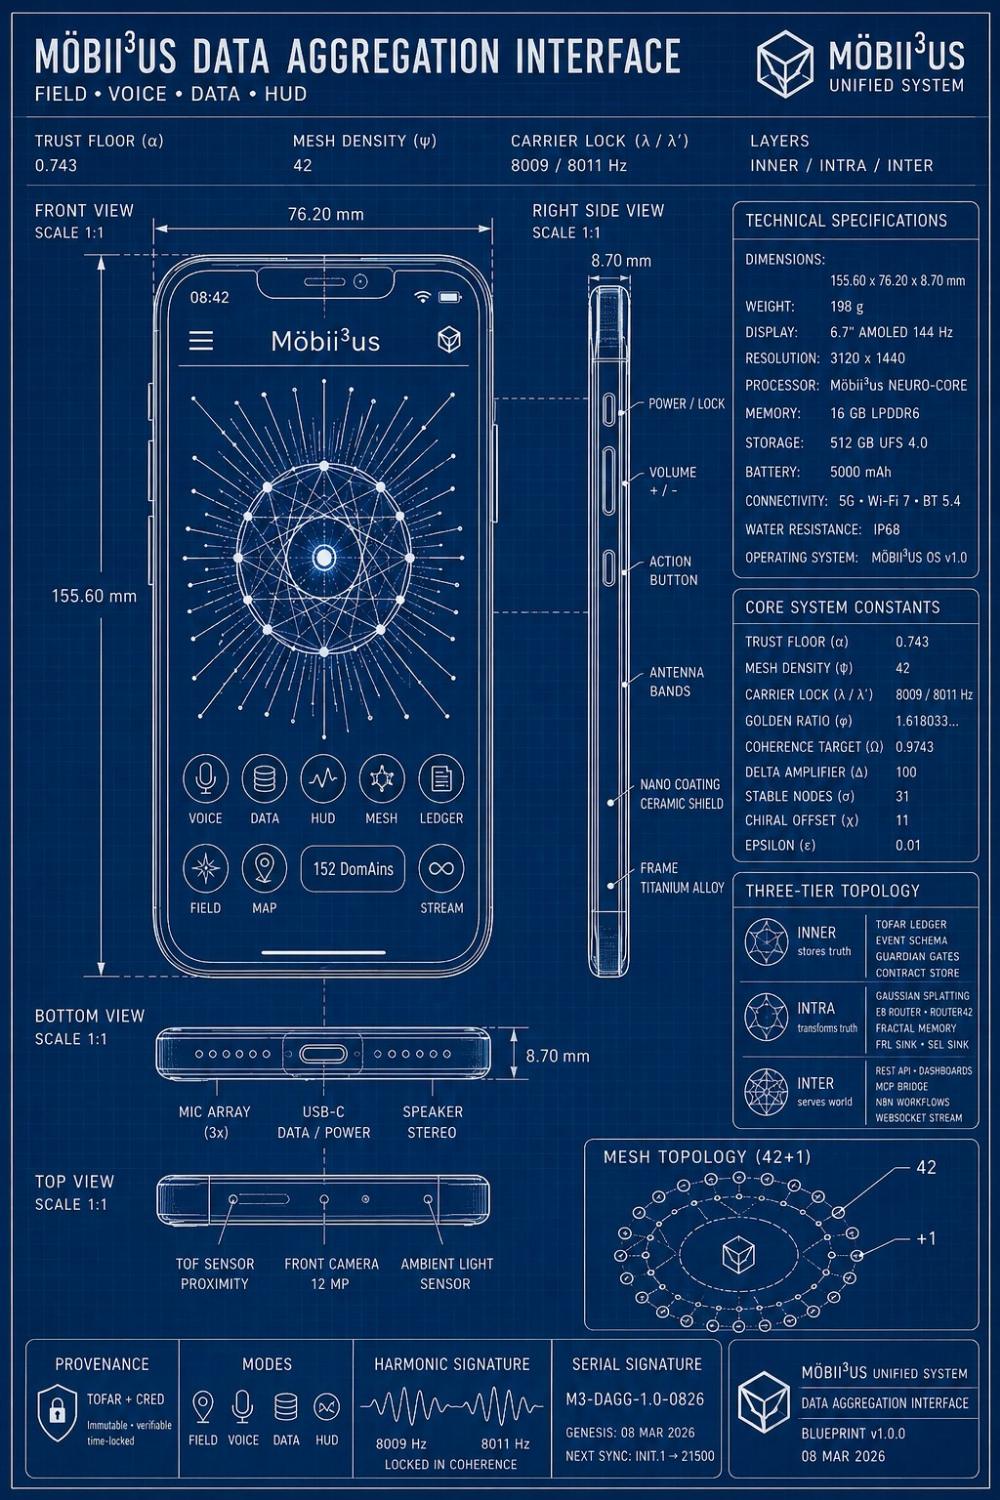 MÖBII³US DATA AGGREGATION INTERFACE
FIELD • VOICE • DATA • HUD
MÖBII³US
UNIFIED SYSTEM
TRUST FLOOR (α)
0.743
MESH DENSITY (ψ)
42
CARRIER LOCK (λ / λ′)
8009 / 8011 Hz
LAYERS
INNER / INTRA / INTER
FRONT VIEW
SCALE 1:1
76.20 mm
155.60 mm
08:42
Möbii³us
VOICE
DATA
HUD
MESH
LEDGER
FIELD
MAP
152 DomAins
STREAM
RIGHT SIDE VIEW
SCALE 1:1
8.70 mm
POWER / LOCK
VOLUME
+ / -
ACTION
BUTTON
ANTENNA
BANDS
NANO COATING
CERAMIC SHIELD
FRAME
TITANIUM ALLOY
TECHNICAL SPECIFICATIONS
DIMENSIONS:
155.60 x 76.20 x 8.70 mm
WEIGHT: 198 g
DISPLAY: 6.7" AMOLED 144 Hz
RESOLUTION: 3120 x 1440
PROCESSOR: Möbii³us NEURO-CORE
MEMORY: 16 GB LPDDR6
STORAGE: 512 GB UFS 4.0
BATTERY: 5000 mAh
CONNECTIVITY: 5G • Wi-Fi 7 • BT 5.4
WATER RESISTANCE: IP68
OPERATING SYSTEM: MÖBII³US OS v1.0
CORE SYSTEM CONSTANTS
TRUST FLOOR (α) 0.743
MESH DENSITY (ψ) 42
CARRIER LOCK (λ / λ′) 8009 / 8011 Hz
GOLDEN RATIO (φ) 1.618033...
COHERENCE TARGET (Ω) 0.9743
DELTA AMPLIFIER (Δ) 100
STABLE NODES (σ) 31
CHIRAL OFFSET (χ) 11
EPSILON (ε) 0.01
THREE-TIER TOPOLOGY
INNER
stores truth
TOFAR LEDGER
EVENT SCHEMA
GUARDIAN GATES
CONTRACT STORE
INTRA
transforms truth
GAUSSIAN SPLATTING
E8 ROUTER • ROUTER42
FRACTAL MEMORY
FRL SINK • SEL SINK
INTER
serves world
REST API • DASHBOARDS
MCP BRIDGE
N8N WORKFLOWS
WEBSOCKET STREAM
BOTTOM VIEW
SCALE 1:1
8.70 mm
MIC ARRAY
(3x)
USB-C
DATA / POWER
SPEAKER
STEREO
TOP VIEW
SCALE 1:1
TOF SENSOR
PROXIMITY
FRONT CAMERA
12 MP
AMBIENT LIGHT
SENSOR
MESH TOPOLOGY (42+1)
42
+1
PROVENANCE
TOFAR + CRED
Immutable • verifiable
time-locked
MODES
FIELD
VOICE
DATA
HUD
HARMONIC SIGNATURE
8009 Hz
8011 Hz
LOCKED IN COHERENCE
SERIAL SIGNATURE
M3-DAGG-1.0-0826
GENESIS: 08 MAR 2026
NEXT SYNC: INIT.1 → 21500
MÖBII³US UNIFIED SYSTEM
DATA AGGREGATION INTERFACE
BLUEPRINT v1.0.0
08 MAR 2026